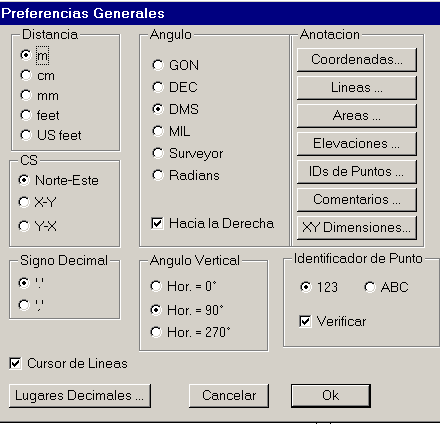 Preferencias Generales
Distancia
m
cm
mm
feet
US feet
CS
Norte-Este
X-Y
Y-X
Signo Decimal
'.'
','
Angulo
GON
DEC
DMS
MIL
Surveyor
Radians
Hacia la Derecha
Angulo Vertical
Hor. = 0°
Hor. = 90°
Hor. = 270°
Anotacion
Coordenadas...
Lineas ...
Areas ...
Elevaciones ...
IDs de Puntos ...
Comentarios ...
XY Dimensiones...
Identificador de Punto
123
ABC
Verificar
Cursor de Lineas
Lugares Decimales ...
Cancelar
Ok